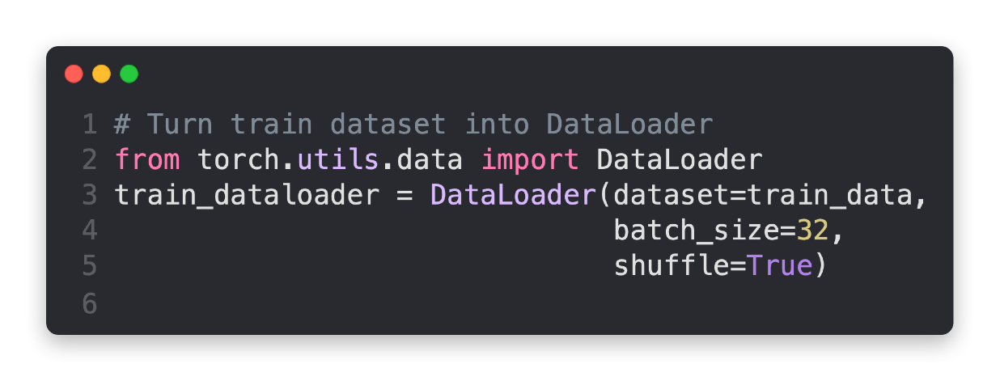 1 # Turn train dataset into DataLoader
2 from torch.utils.data import DataLoader
3 train_dataloader = DataLoader(dataset=train_data,
4                               batch_size=32,
5                               shuffle=True)
6